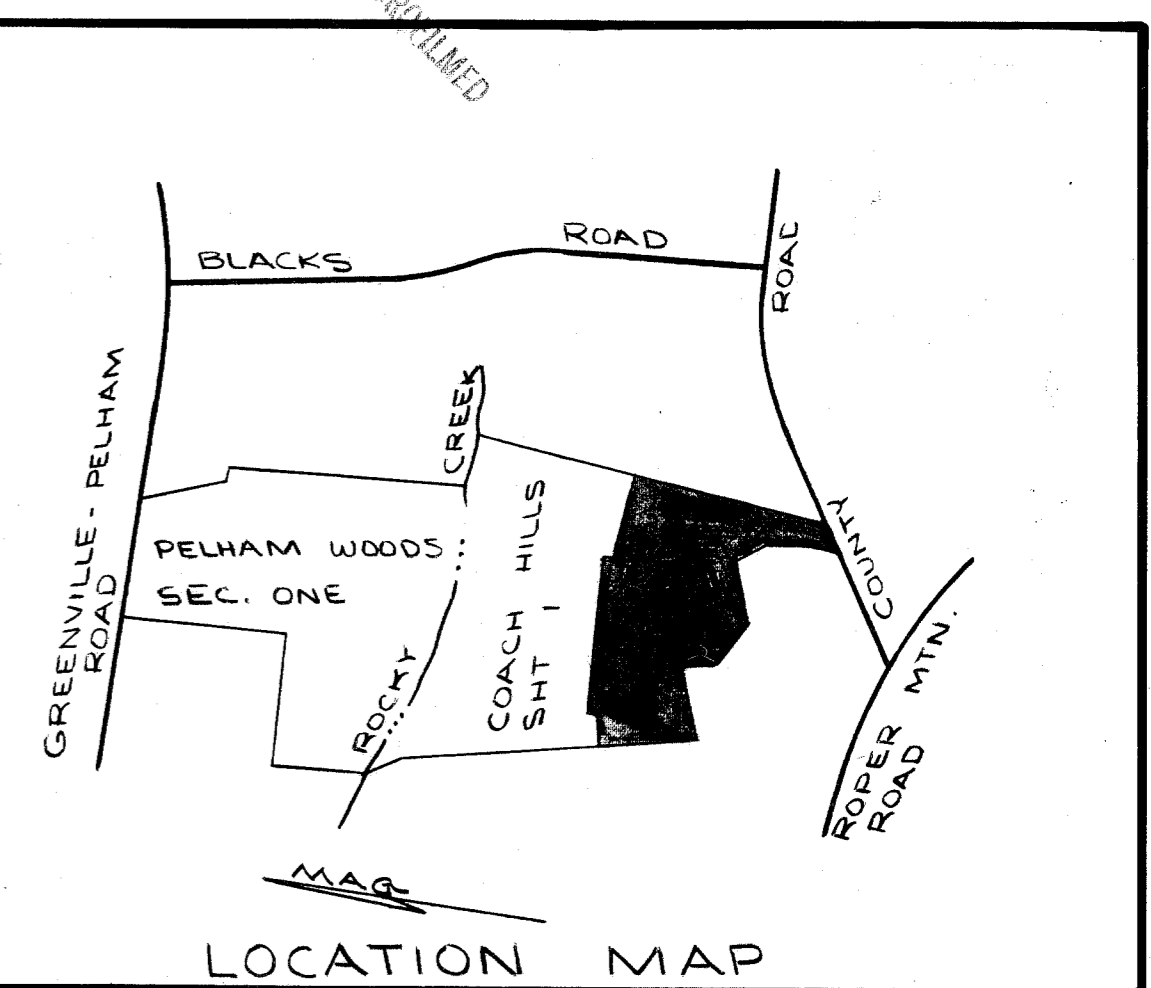 BLACKS ROAD
ROAD
GREENVILLE - PELHAM
ROAD
CREEK
PELHAM WOODS
SEC. ONE
COACH HILLS
SHT 1
COUNTY
ROCKY
ROPER MTN.
ROAD
MAG
LOCATION MAP